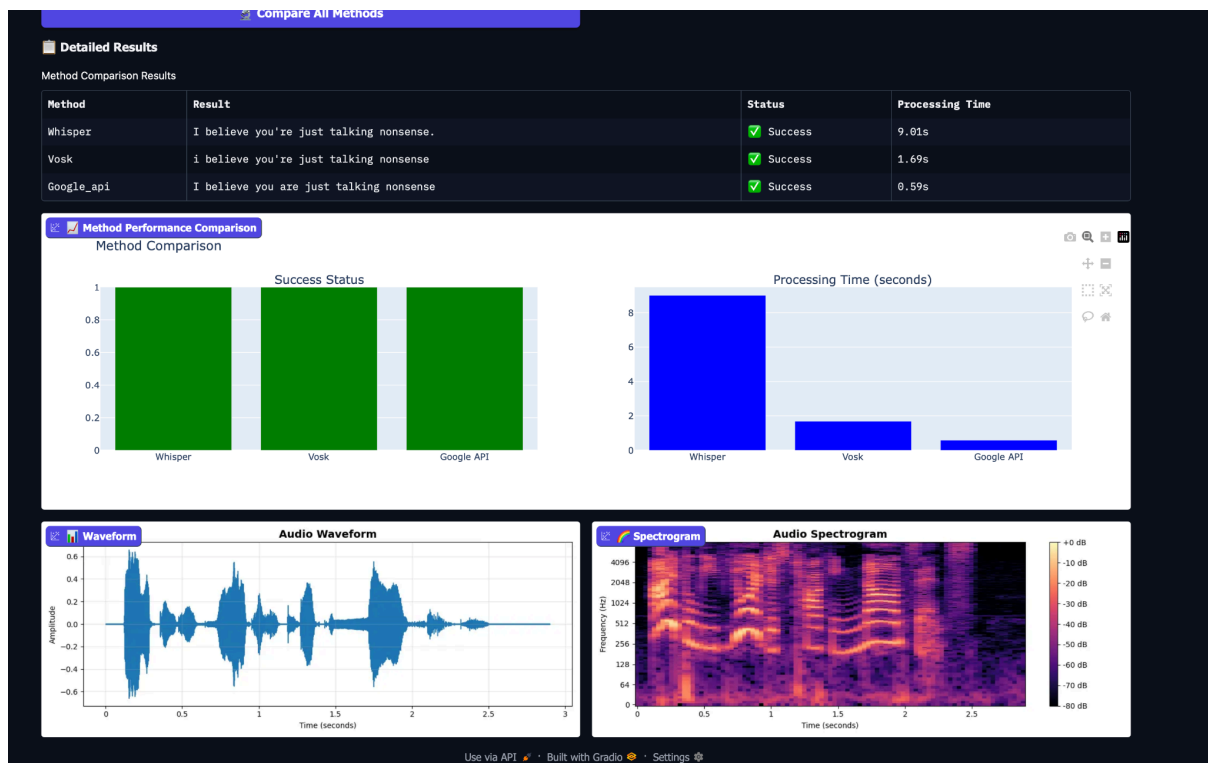 🔬 Compare All Methods
📋 Detailed Results
Method Comparison Results
Method Result Status Processing Time
Whisper I believe you're just talking nonsense. ✅ Success 9.01s
Vosk i believe you're just talking nonsense ✅ Success 1.69s
Google_api I believe you are just talking nonsense ✅ Success 0.59s
📈 Method Performance Comparison
Method Comparison
Success Status
1
0.8
0.6
0.4
0.2
0
Whisper Vosk Google API
Processing Time (seconds)
8
6
4
2
0
Whisper Vosk Google API
📊 Waveform
Audio Waveform
Amplitude
0.6
0.4
0.2
0.0
−0.2
−0.4
−0.6
0 0.5 1 1.5 2 2.5 3
Time (seconds)
🌈 Spectrogram
Audio Spectrogram
Frequency (Hz)
4096
2048
1024
512
256
128
64
0
0 0.5 1 1.5 2 2.5
Time (seconds)
+0 dB
-10 dB
-20 dB
-30 dB
-40 dB
-50 dB
-60 dB
-70 dB
-80 dB
Use via API 🚀 · Built with Gradio · Settings ⚙